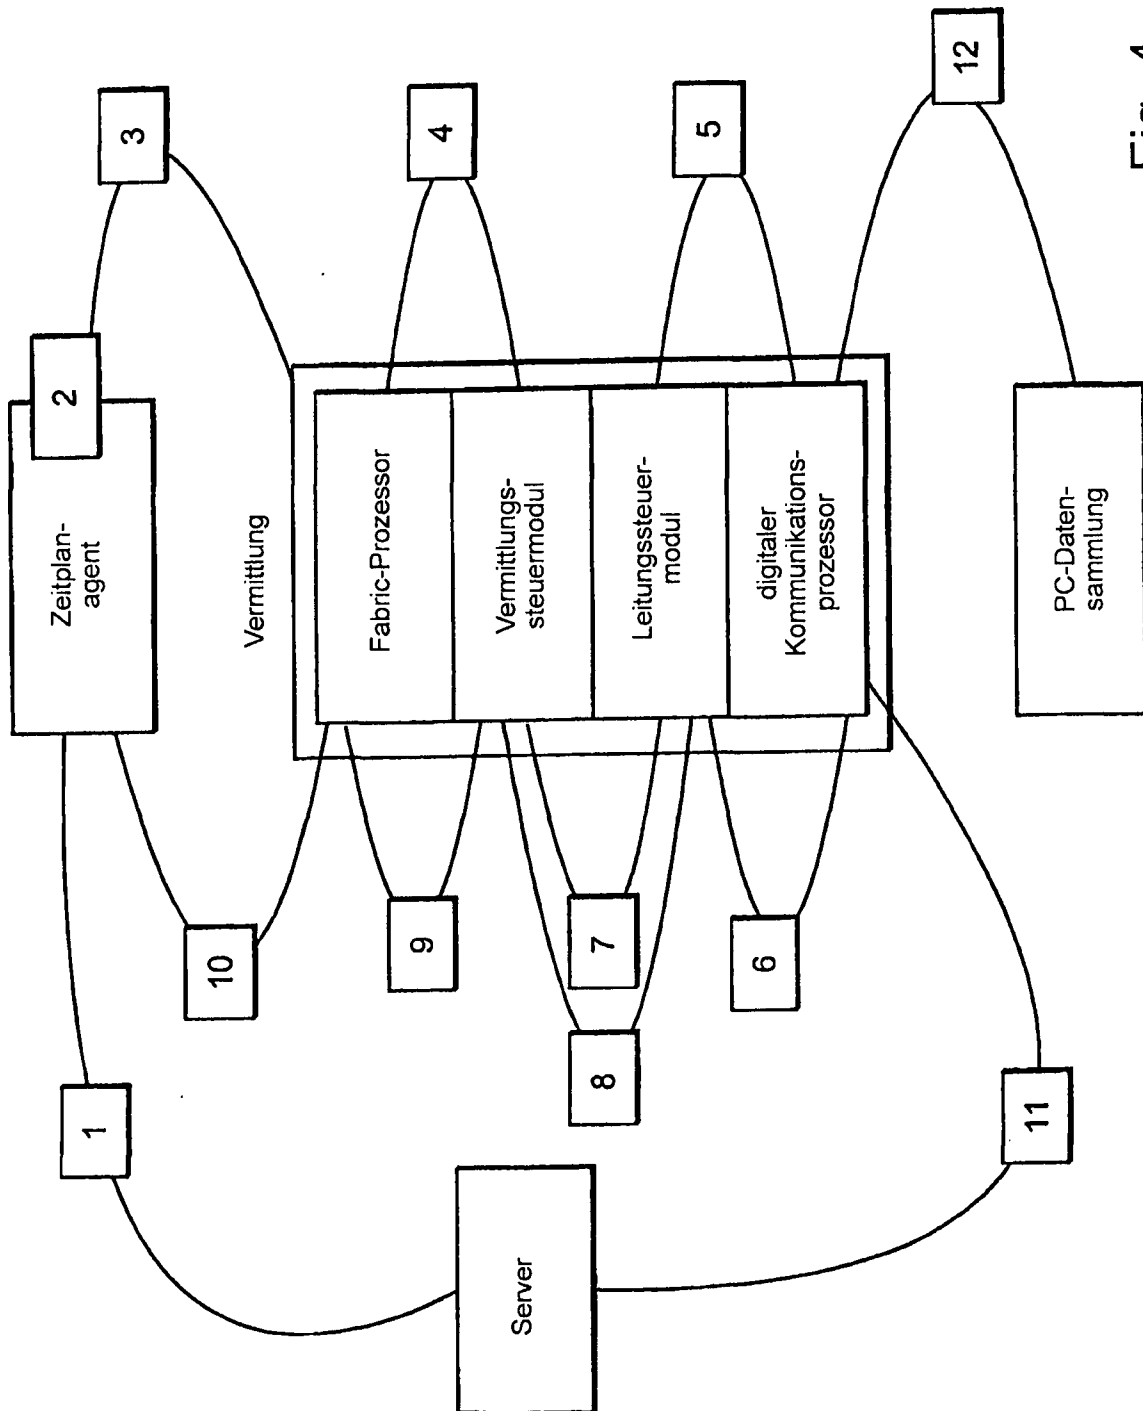 Zeitplan-
agent
2
1
3
10
Vermittlung
Fabric-Prozessor
9
4
Vermittlungs-
steuermodul
Server
8
7
Leitungssteuer-
modul
5
6
digitaler
Kommunikations-
prozessor
12
11
PC-Daten-
sammlung
Fig.